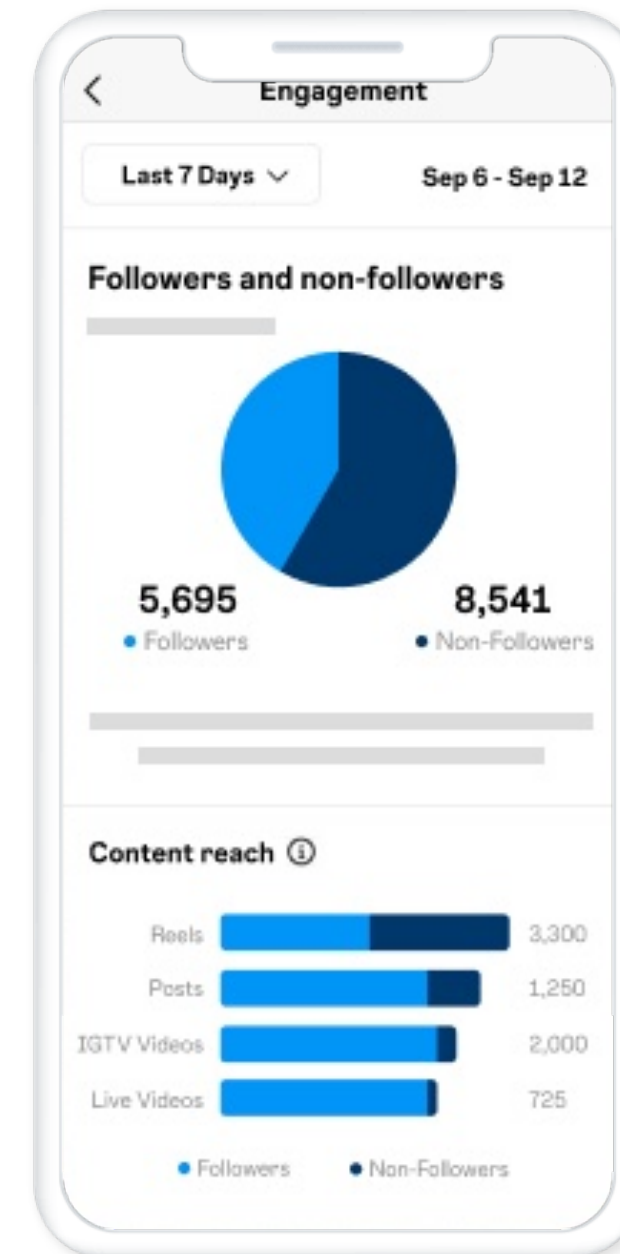 Engagement
Last 7 Days
Sep 6 - Sep 12
Followers and non-followers
5,695
8,541
Followers
Non-Followers
Content reach
Reels
3,300
Posts
1,250
IGTV Videos
2,000
Live Videos
725
Followers
Non-Followers